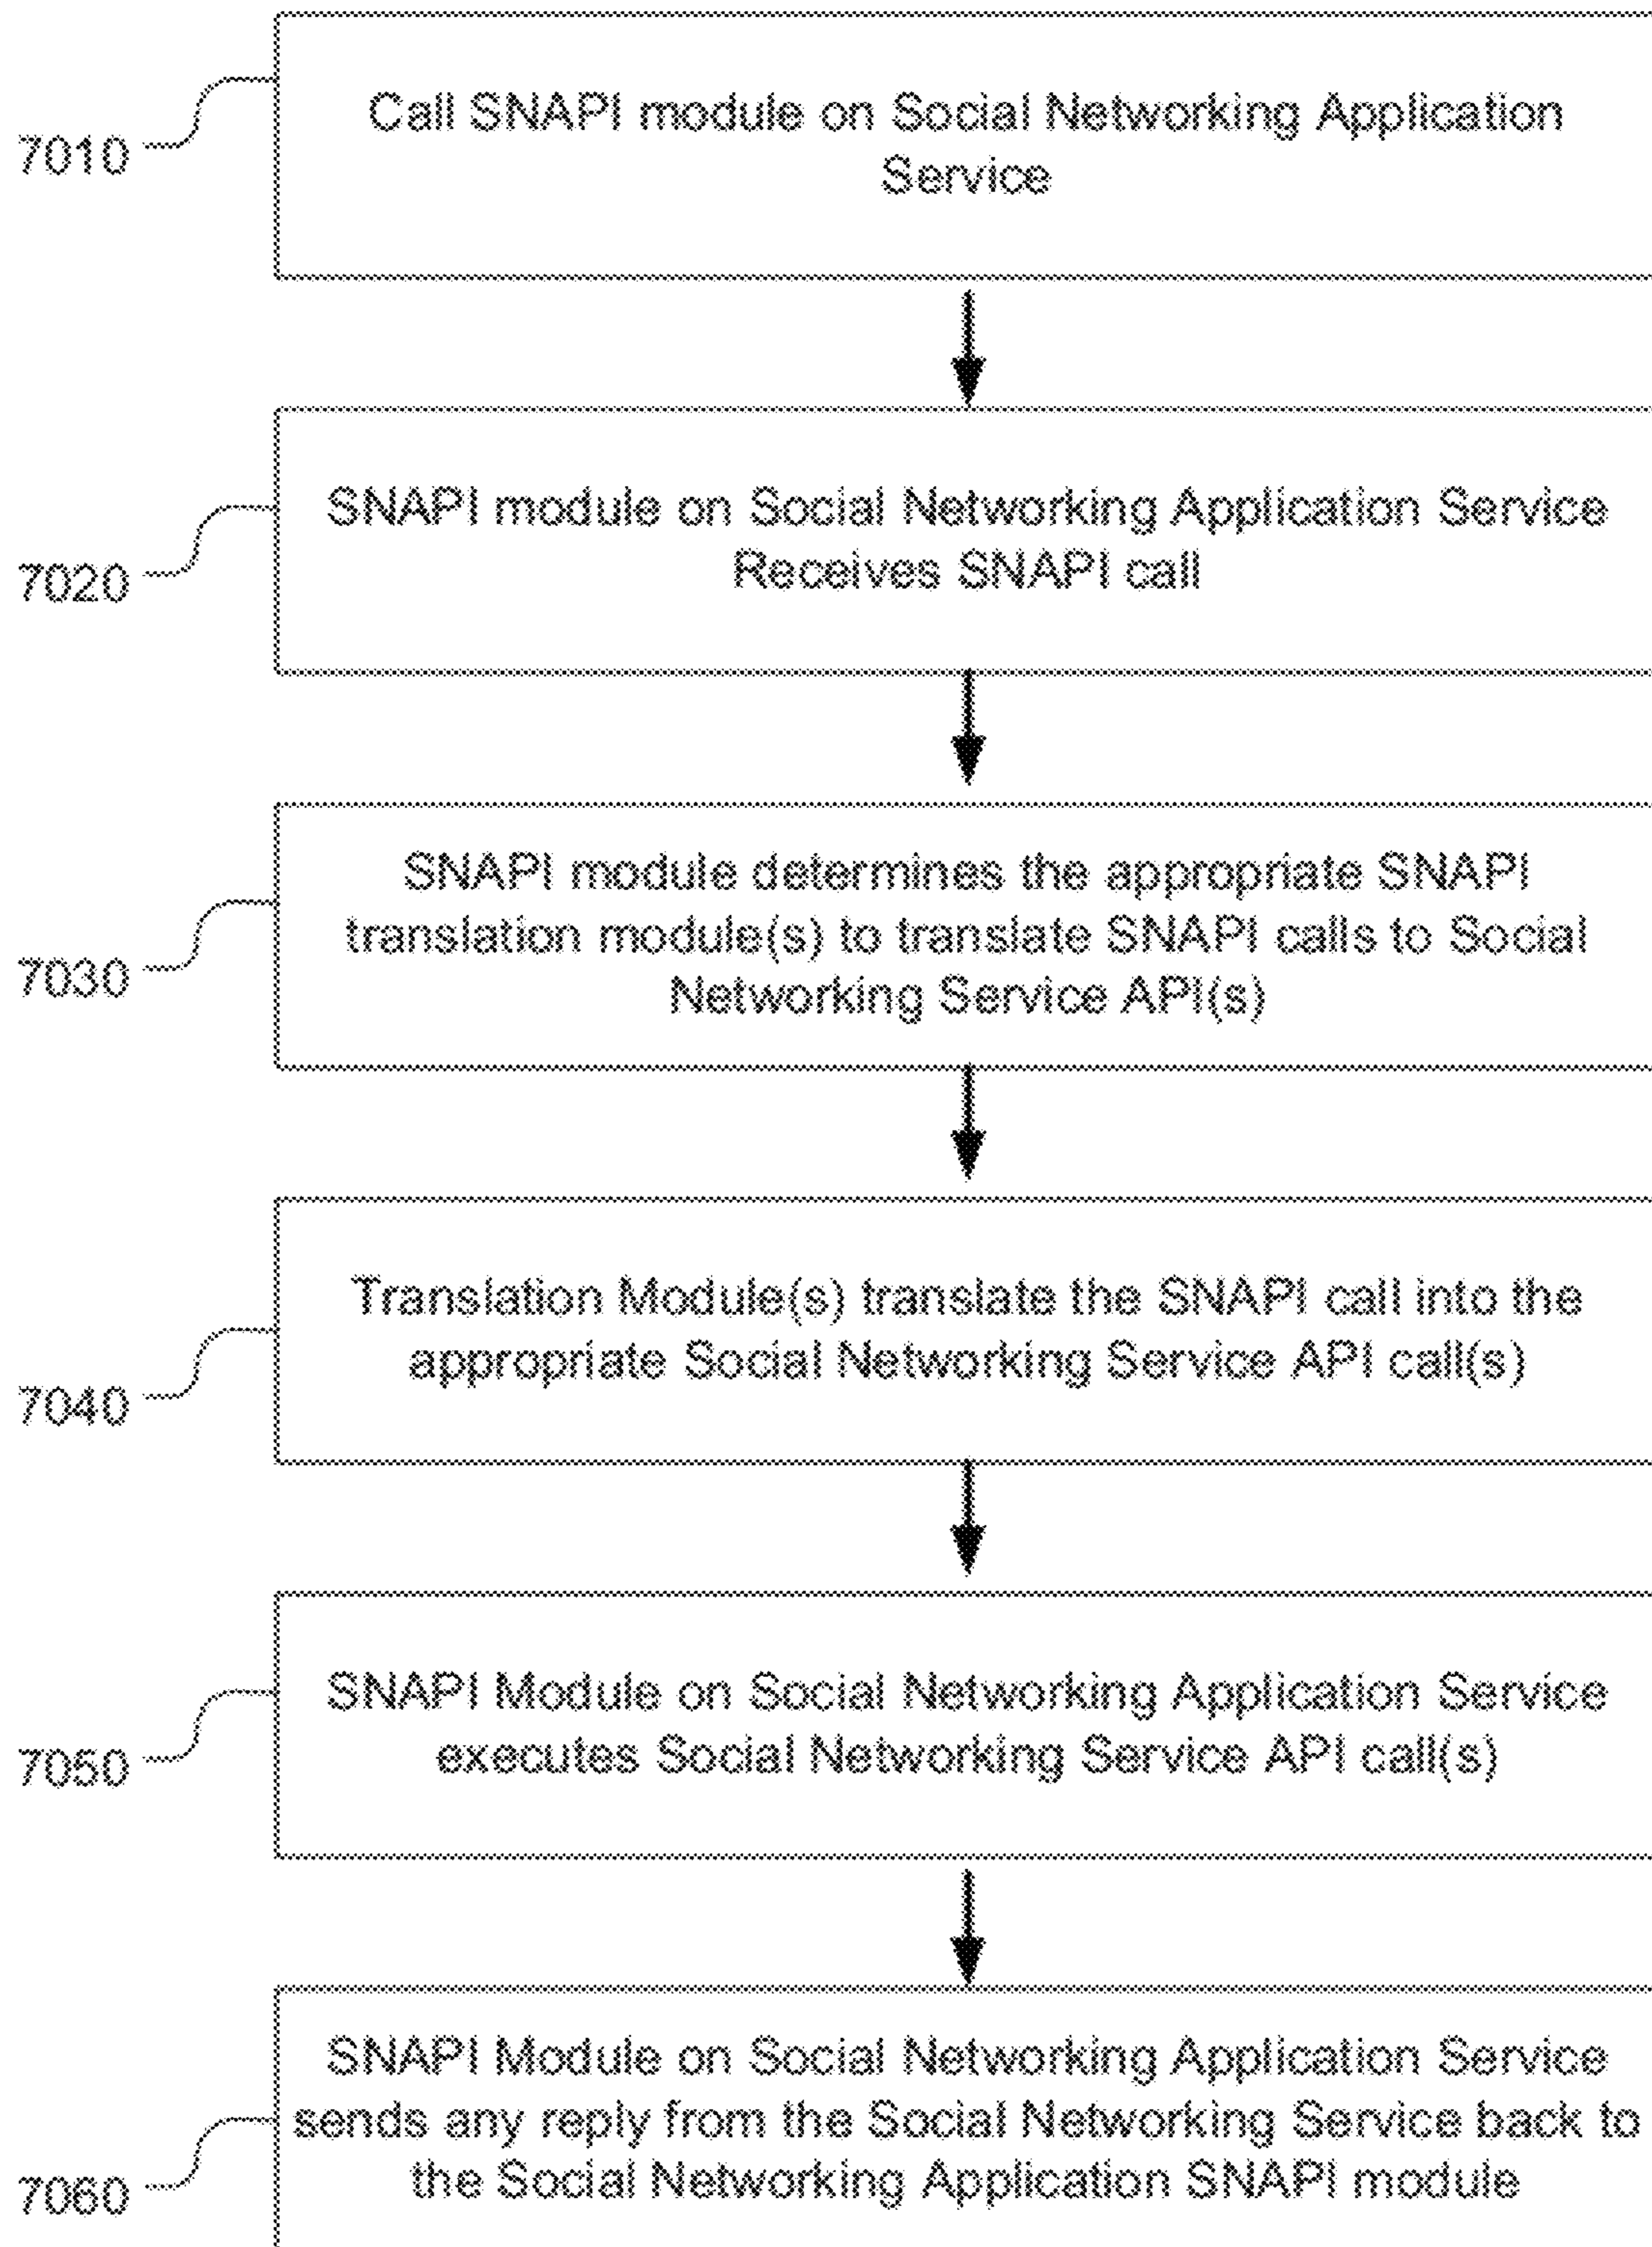 7010
Call SNAPI module on Social Networking Application
Service
7020
SNAPI module on Social Networking Application Service
Receives SNAPI call
7030
SNAPI module determines the appropriate SNAPI
translation module(s) to translate SNAPI calls to Social
Networking Service API(s)
7040
Translation Module(s) translate the SNAPI call into the
appropriate Social Networking Service API call(s)
7050
SNAPI Module on Social Networking Application Service
executes Social Networking Service API call(s)
7060
SNAPI Module on Social Networking Application Service
sends any reply from the Social Networking Service back to
the Social Networking Application SNAPI module